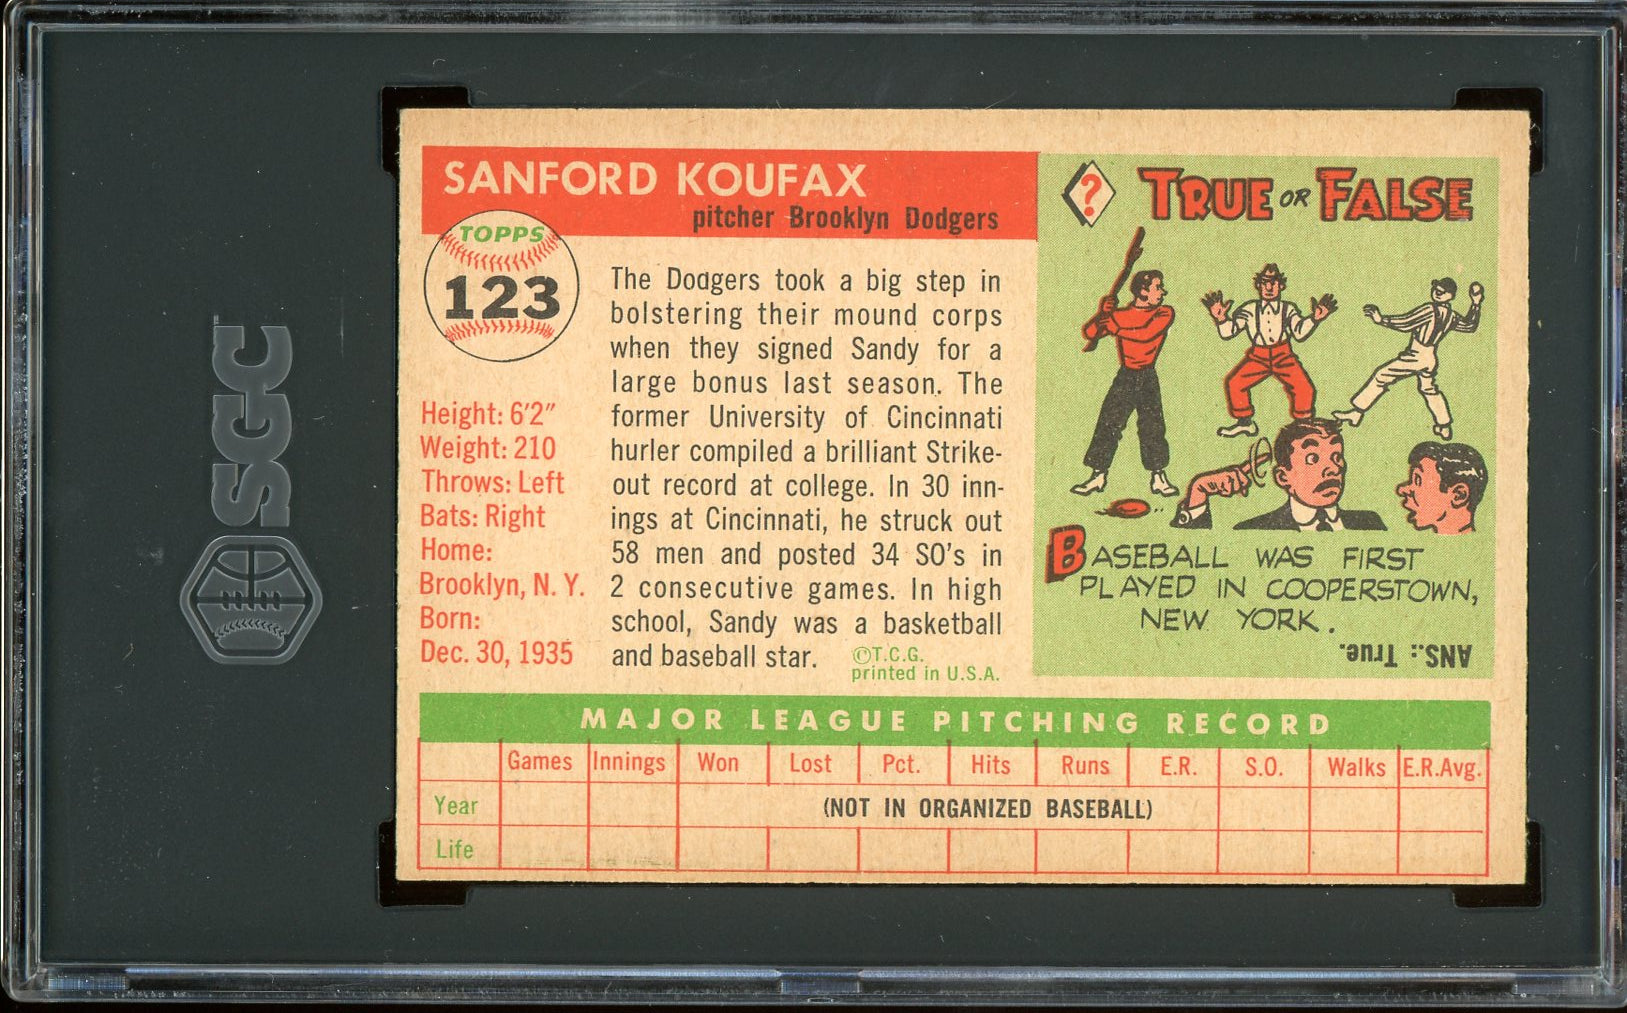 SGC
SANFORD KOUFAX
pitcher Brooklyn Dodgers
TOPPS
123
Height: 6'2"
Weight: 210
Throws: Left
Bats: Right
Home:
Brooklyn, N. Y.
Born:
Dec. 30, 1935
The Dodgers took a big step in
bolstering their mound corps
when they signed Sandy for a
large bonus last season. The
former University of Cincinnati
hurler compiled a brilliant Strike-
out record at college. In 30 inn-
ings at Cincinnati, he struck out
58 men and posted 34 SO's in
2 consecutive games. In high
school, Sandy was a basketball
and baseball star.
©T.C.G.
printed in U.S.A.
?
TRUE OR FALSE
BASEBALL WAS FIRST
PLAYED IN COOPERSTOWN,
NEW YORK.
ANS.: True.
MAJOR LEAGUE PITCHING RECORD
Games Innings Won Lost Pct. Hits Runs E.R. S.O. Walks E.R.Avg.
Year (NOT IN ORGANIZED BASEBALL)
Life